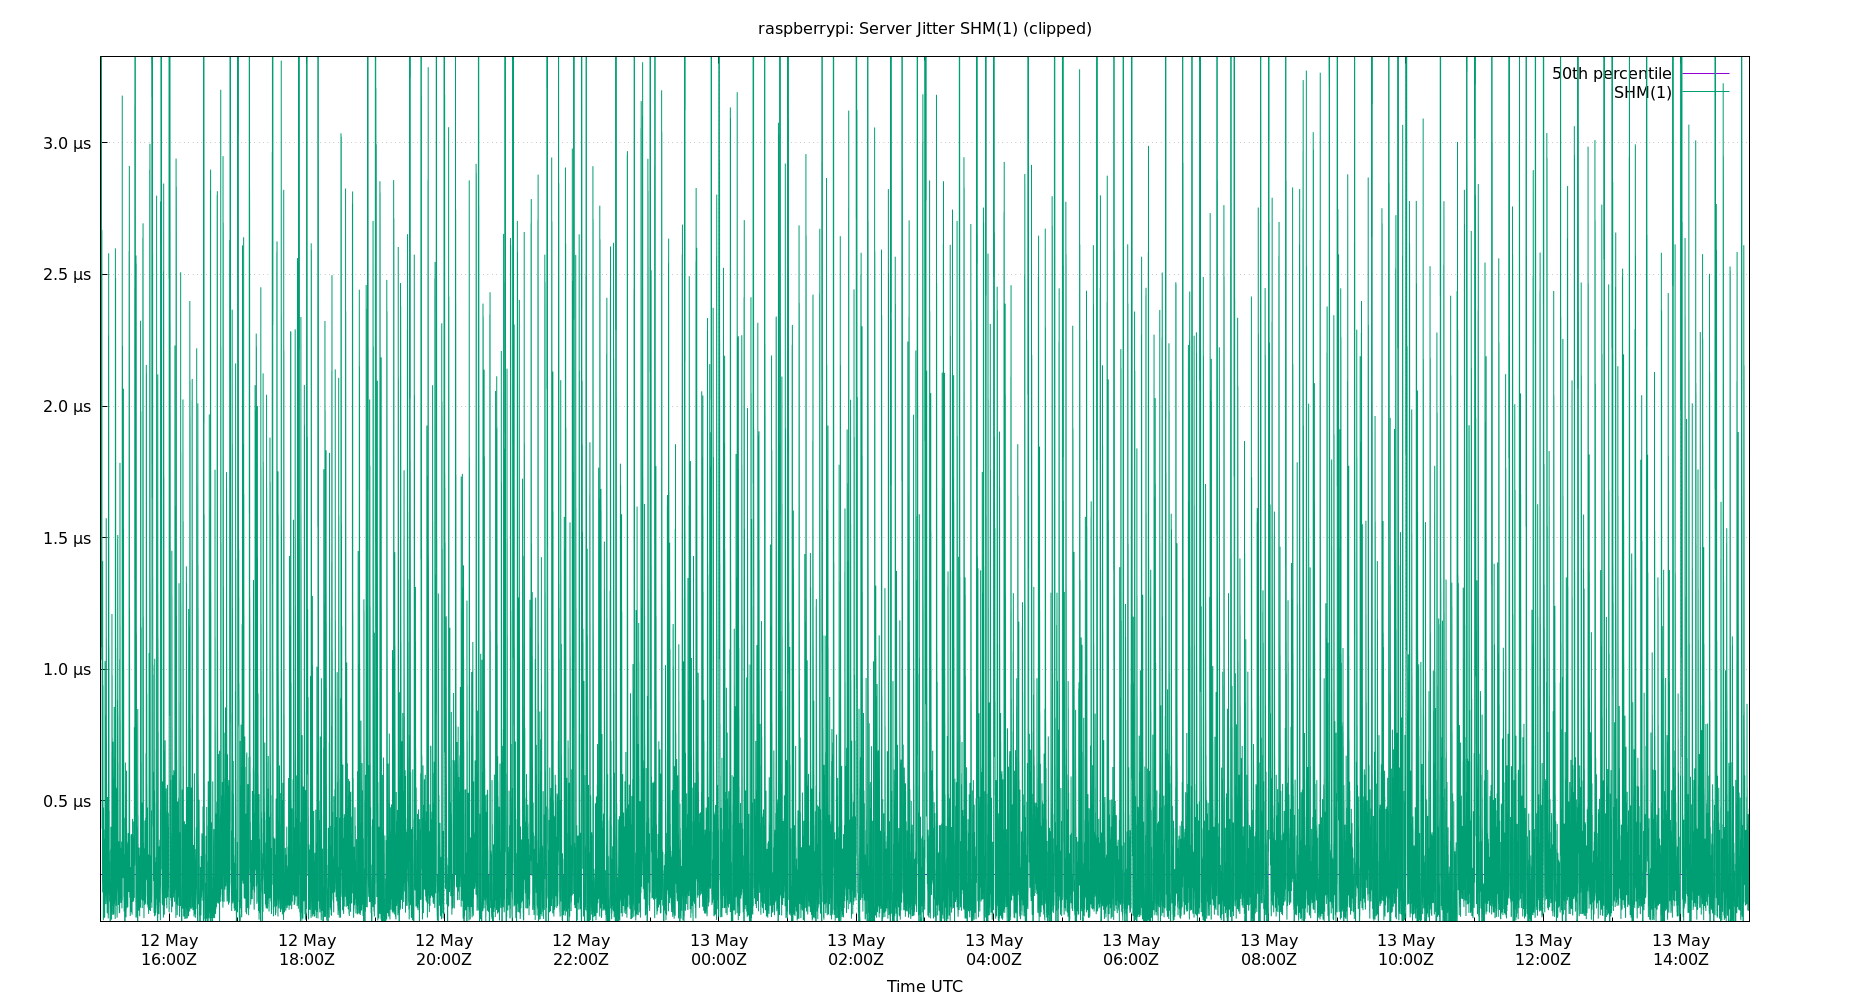 raspberrypi: Server Jitter SHM(1) (clipped)
50th percentile
SHM(1)
3.0 µs
2.5 µs
2.0 µs
1.5 µs
1.0 µs
0.5 µs
12 May 12 May 12 May 12 May 13 May 13 May 13 May 13 May 13 May 13 May 13 May 13 May
16:00Z 18:00Z 20:00Z 22:00Z 00:00Z 02:00Z 04:00Z 06:00Z 08:00Z 10:00Z 12:00Z 14:00Z
Time UTC